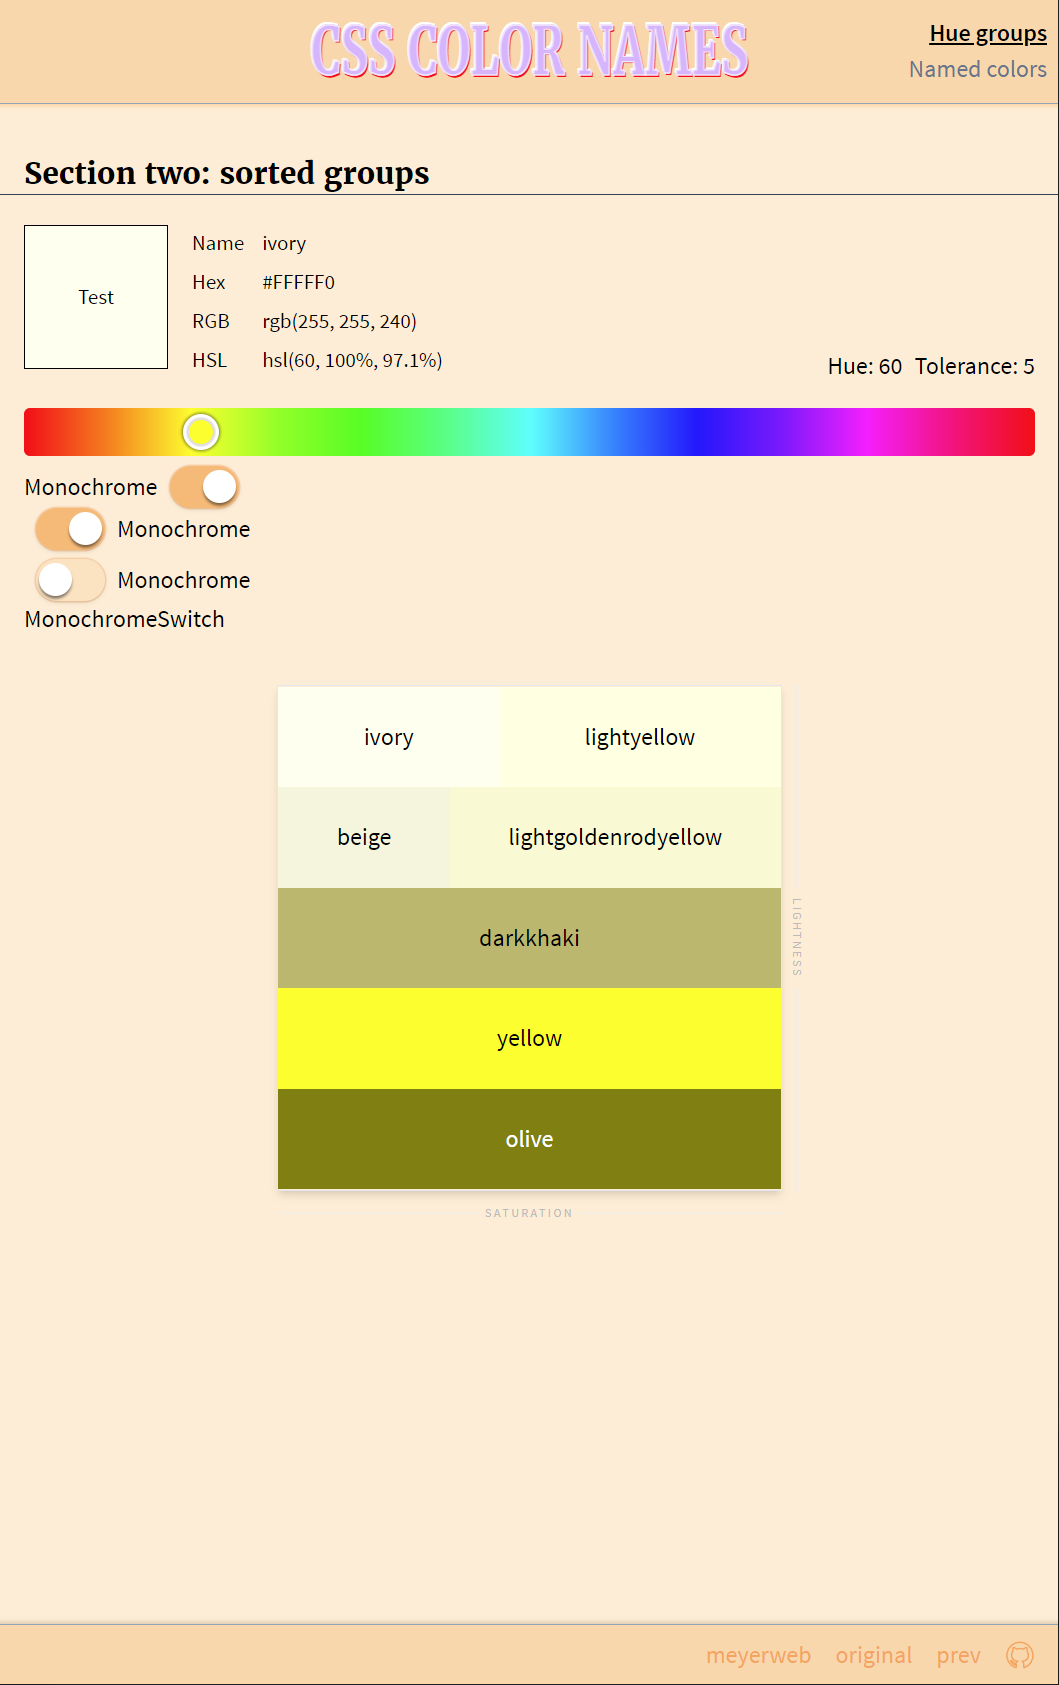 CSS COLOR NAMES
Hue groups
Named colors
Section two: sorted groups
Test
Name ivory
Hex #FFFFF0
RGB rgb(255, 255, 240)
HSL hsl(60, 100%, 97.1%)
Hue: 60 Tolerance: 5
Monochrome
Monochrome
Monochrome
MonochromeSwitch
ivory lightyellow
beige lightgoldenrodyellow
darkkhaki
yellow
olive
LIGHTNESS
SATURATION
meyerweb original prev